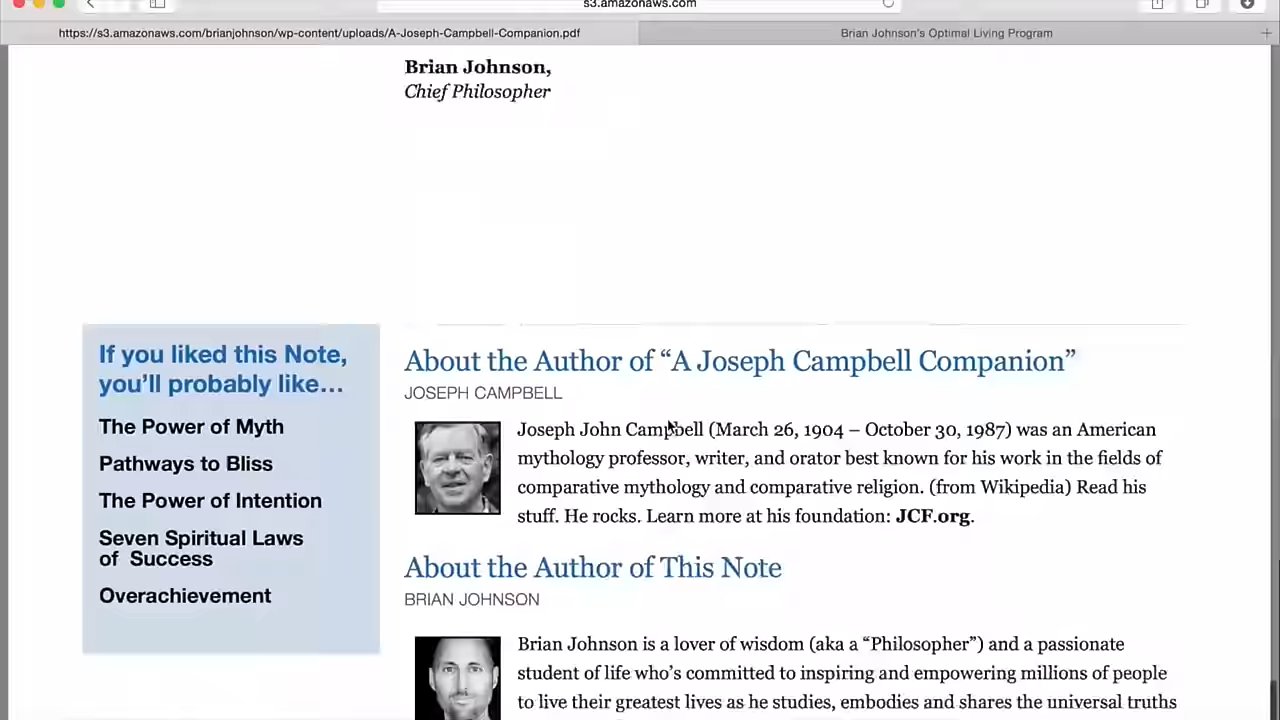 s3.amazonaws.com
https://s3.amazonaws.com/brianjohnson/wp-content/uploads/A-Joseph-Campbell-Companion.pdf
Brian Johnson's Optimal Living Program
Brian Johnson,
Chief Philosopher
If you liked this Note,
you'll probably like…
The Power of Myth
Pathways to Bliss
The Power of Intention
Seven Spiritual Laws
of Success
Overachievement
About the Author of “A Joseph Campbell Companion”
JOSEPH CAMPBELL
Joseph John Campbell (March 26, 1904 – October 30, 1987) was an American
mythology professor, writer, and orator best known for his work in the fields of
comparative mythology and comparative religion. (from Wikipedia) Read his
stuff. He rocks. Learn more at his foundation: JCF.org.
About the Author of This Note
BRIAN JOHNSON
Brian Johnson is a lover of wisdom (aka a “Philosopher”) and a passionate
student of life who’s committed to inspiring and empowering millions of people
to live their greatest lives as he studies, embodies and shares the universal truths